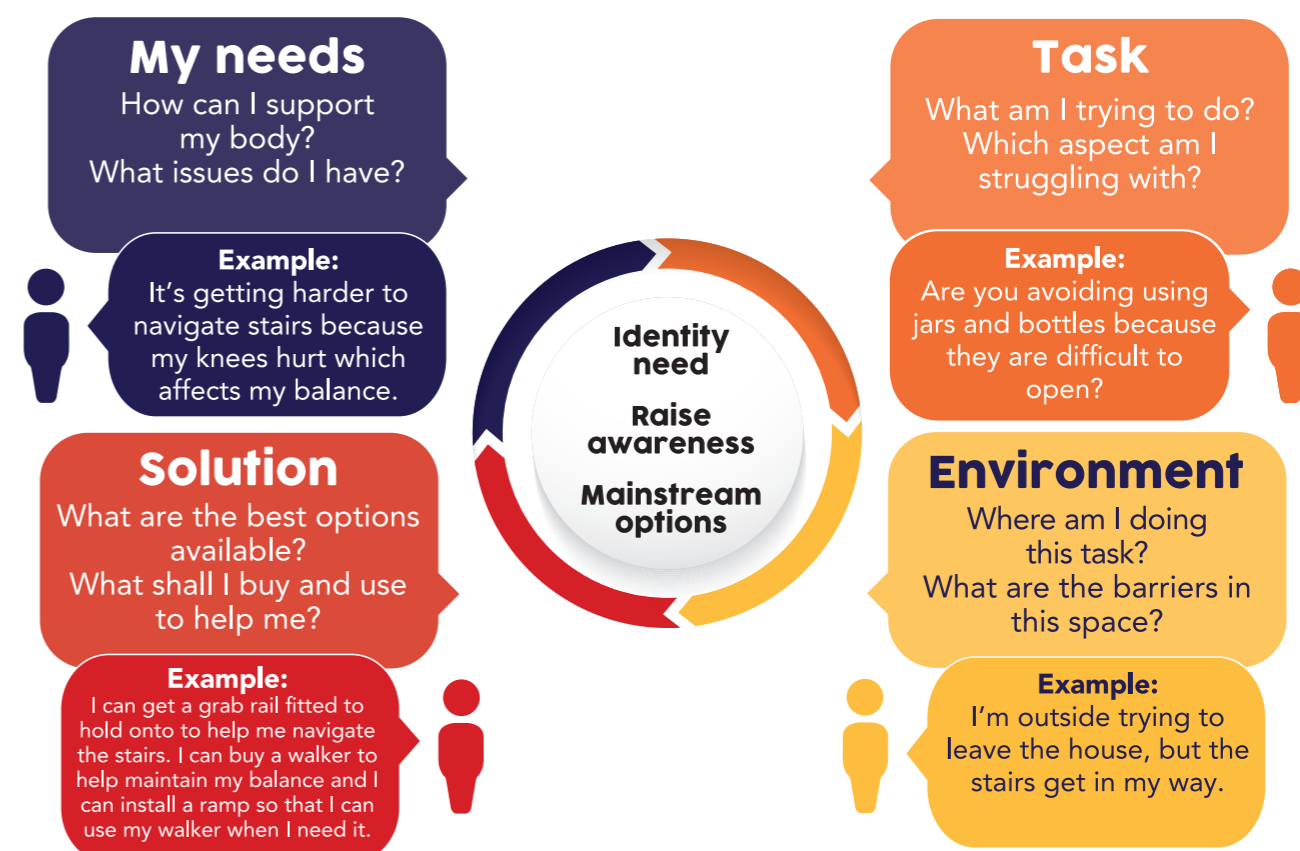 My needs
How can I support
my body?
What issues do I have?
Example:
It's getting harder to
navigate stairs because
my knees hurt which
affects my balance.
Task
What am I trying to do?
Which aspect am I
struggling with?
Example:
Are you avoiding using
jars and bottles because
they are difficult to
open?
Identity
need
Raise
awareness
Mainstream
options
Solution
What are the best options
available?
What shall I buy and use
to help me?
Example:
I can get a grab rail fitted to
hold onto to help me navigate
the stairs. I can buy a walker to
help maintain my balance and I
can install a ramp so that I can
use my walker when I need it.
Environment
Where am I doing
this task?
What are the barriers in
this space?
Example:
I'm outside trying to
leave the house, but the
stairs get in my way.